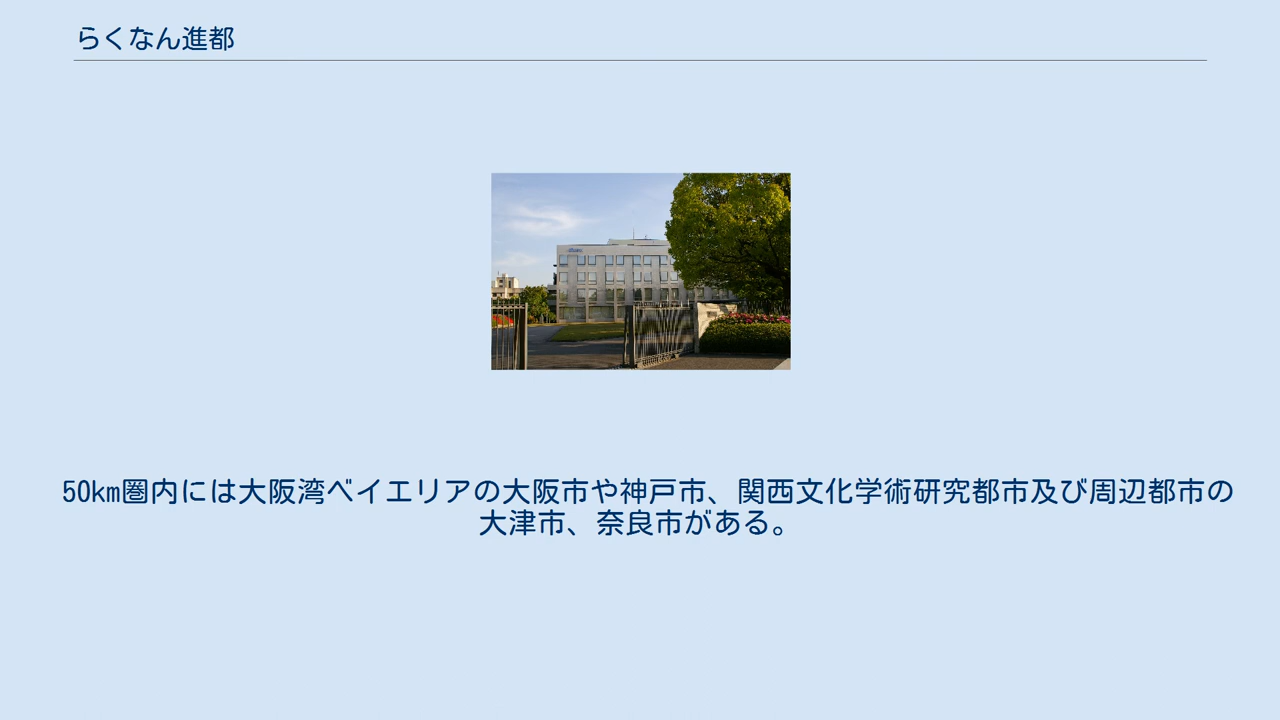 らくなん進都
50km圏内には大阪湾ベイエリアの大阪市や神戸市、関西文化学術研究都市及び周辺都市の
大津市、奈良市がある。